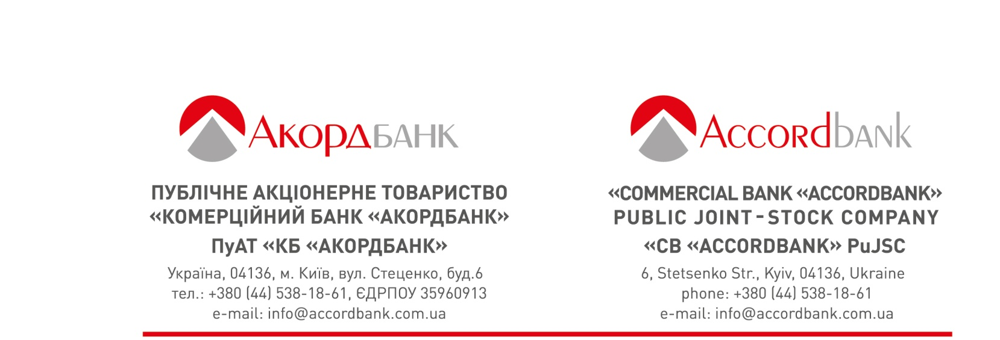 АкордБАНК
ПУБЛІЧНЕ АКЦІОНЕРНЕ ТОВАРИСТВО
«КОМЕРЦІЙНИЙ БАНК «АКОРДБАНК»
ПуАТ «КБ «АКОРДБАНК»
Україна, 04136, м. Київ, вул. Стеценко, буд.6
тел.: +380 (44) 538-18-61, ЄДРПОУ 35960913
e-mail: info@accordbank.com.ua
Accordbank
«COMMERCIAL BANK «ACCORDBANK»
PUBLIC JOINT-STOCK COMPANY
«CB «ACCORDBANK» PuJSC
6, Stetsenko Str., Kyiv, 04136, Ukraine
phone: +380 (44) 538-18-61
e-mail: info@accordbank.com.ua